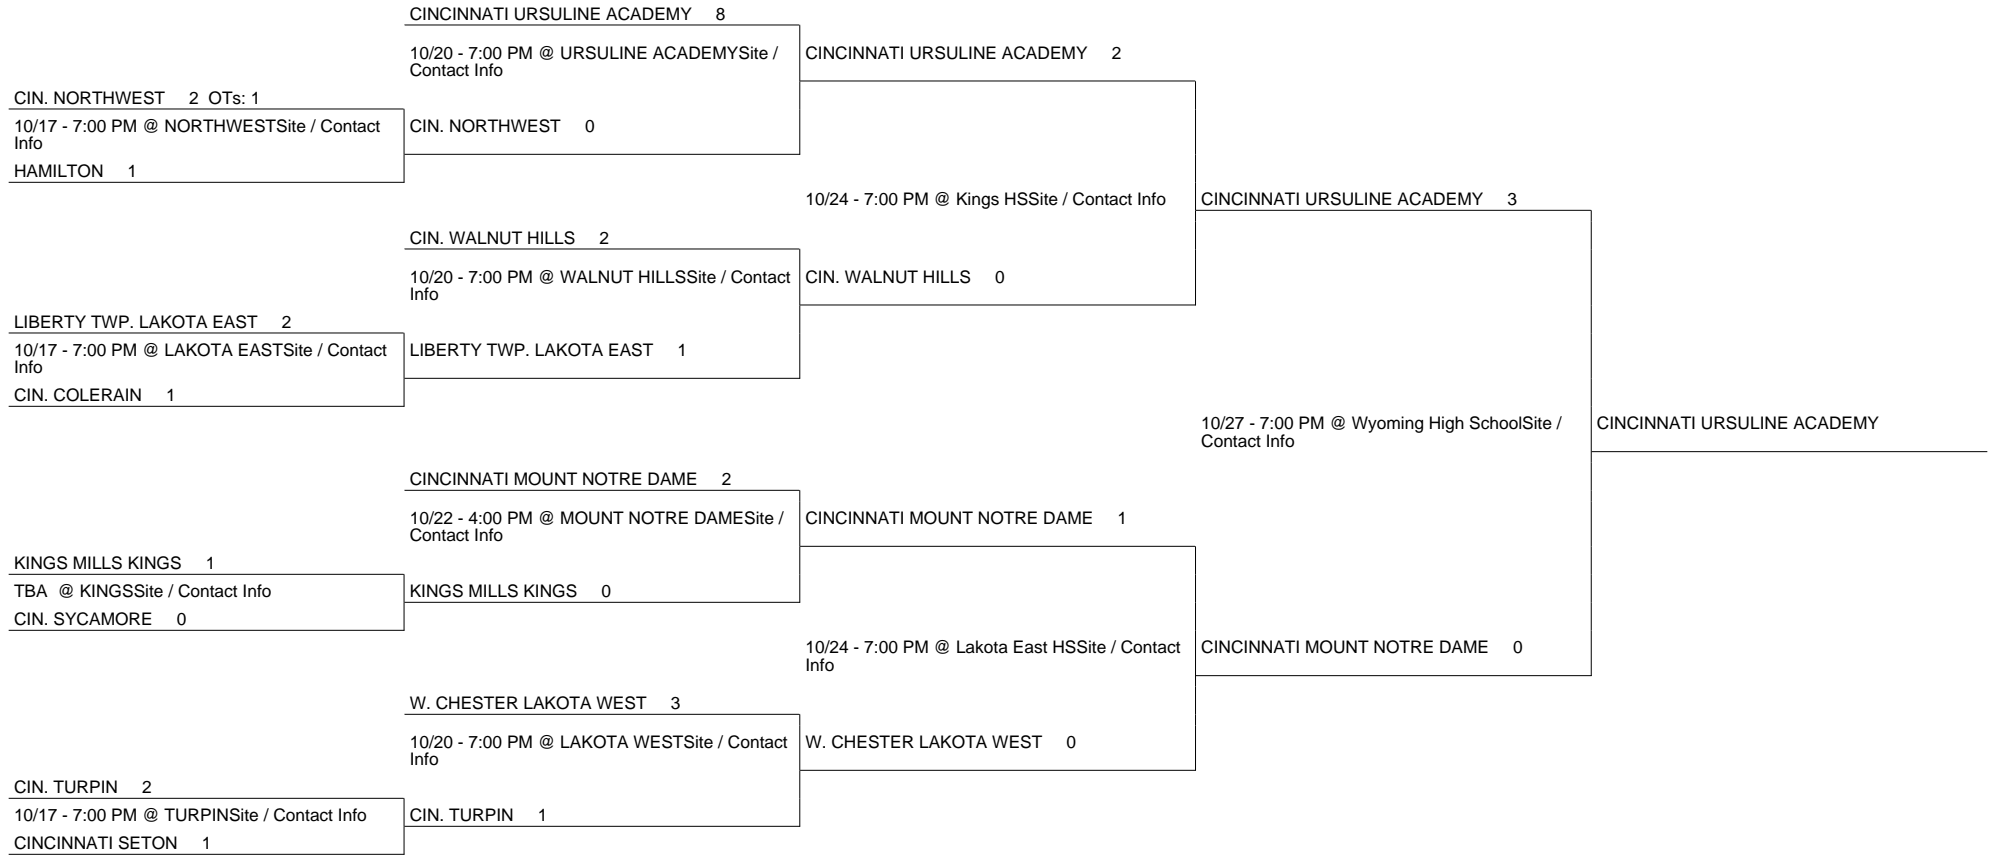 CINCINNATI URSULINE ACADEMY 8
10/20 - 7:00 PM @ URSULINE ACADEMYSite /
Contact Info
CINCINNATI URSULINE ACADEMY 2
CIN. NORTHWEST 2 OTs: 1
10/17 - 7:00 PM @ NORTHWESTSite / Contact
Info
HAMILTON 1
CIN. NORTHWEST 0
10/24 - 7:00 PM @ Kings HSSite / Contact Info
CINCINNATI URSULINE ACADEMY 3
CIN. WALNUT HILLS 2
10/20 - 7:00 PM @ WALNUT HILLSSite / Contact
Info
CIN. WALNUT HILLS 0
LIBERTY TWP. LAKOTA EAST 2
10/17 - 7:00 PM @ LAKOTA EASTSite / Contact
Info
CIN. COLERAIN 1
LIBERTY TWP. LAKOTA EAST 1
10/27 - 7:00 PM @ Wyoming High SchoolSite /
Contact Info
CINCINNATI URSULINE ACADEMY
CINCINNATI MOUNT NOTRE DAME 2
10/22 - 4:00 PM @ MOUNT NOTRE DAMESite /
Contact Info
CINCINNATI MOUNT NOTRE DAME 1
KINGS MILLS KINGS 1
TBA @ KINGSSite / Contact Info
CIN. SYCAMORE 0
KINGS MILLS KINGS 0
10/24 - 7:00 PM @ Lakota East HSSite / Contact
Info
CINCINNATI MOUNT NOTRE DAME 0
W. CHESTER LAKOTA WEST 3
10/20 - 7:00 PM @ LAKOTA WESTSite / Contact
Info
W. CHESTER LAKOTA WEST 0
CIN. TURPIN 2
10/17 - 7:00 PM @ TURPINSite / Contact Info
CINCINNATI SETON 1
CIN. TURPIN 1